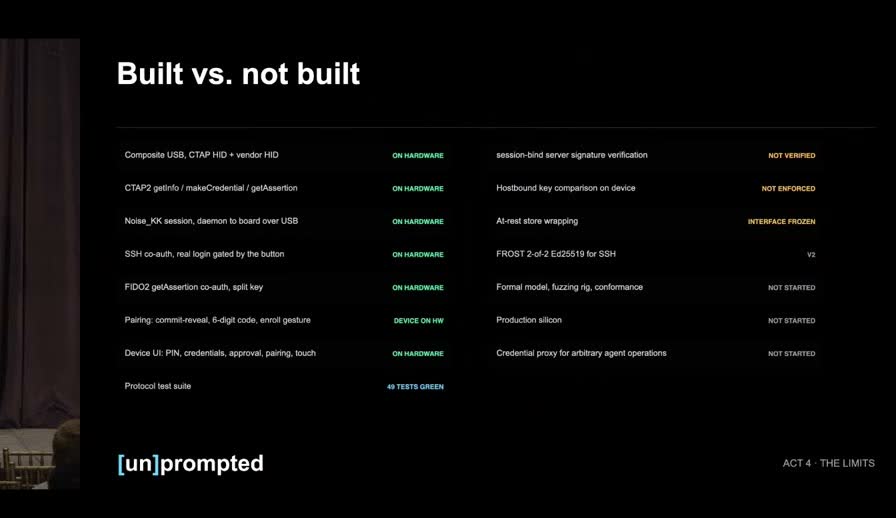 Built vs. not built
Composite USB, CTAP HID + vendor HID ON HARDWARE
CTAP2 getInfo / makeCredential / getAssertion ON HARDWARE
Noise_KK session, daemon to board over USB ON HARDWARE
SSH co-auth, real login gated by the button ON HARDWARE
FIDO2 getAssertion co-auth, split key ON HARDWARE
Pairing: commit-reveal, 6-digit code, enroll gesture DEVICE ON HW
Device UI: PIN, credentials, approval, pairing, touch ON HARDWARE
Protocol test suite 49 TESTS GREEN
session-bind server signature verification NOT VERIFIED
Hostbound key comparison on device NOT ENFORCED
At-rest store wrapping INTERFACE FROZEN
FROST 2-of-2 Ed25519 for SSH V2
Formal model, fuzzing rig, conformance NOT STARTED
Production silicon NOT STARTED
Credential proxy for arbitrary agent operations NOT STARTED
[un]prompted
ACT 4 · THE LIMITS